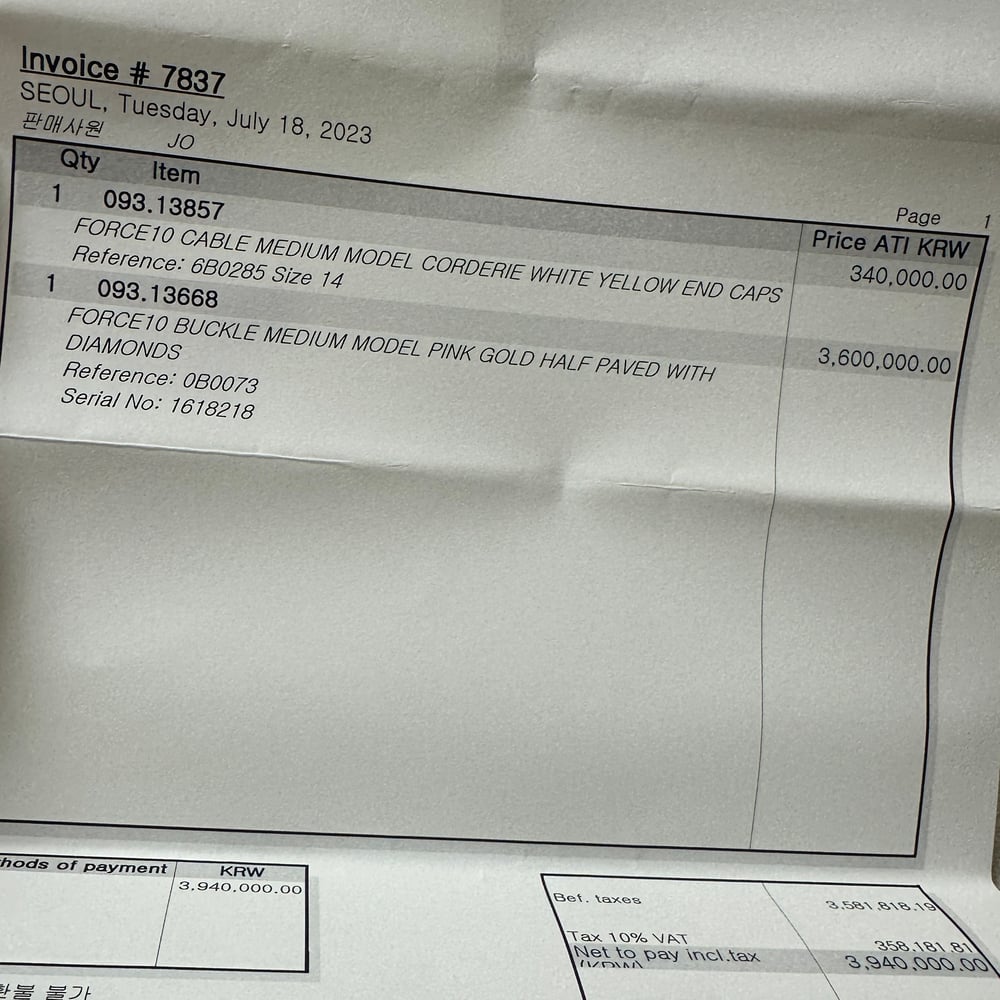 Invoice # 7837
SEOUL, Tuesday, July 18, 2023
판매사원 JO
Page 1
Qty Item Price ATI KRW
1 093.13857 340,000.00
FORCE10 CABLE MEDIUM MODEL CORDERIE WHITE YELLOW END CAPS
Reference: 6B0285 Size 14
1 093.13668 3,600,000.00
FORCE10 BUCKLE MEDIUM MODEL PINK GOLD HALF PAVED WITH
DIAMONDS
Reference: 0B0073
Serial No: 1618218
hods of payment KRW
3,940,000.00
Bef. taxes 3,581,818.19
Tax 10% VAT 358,181.81
Net to pay incl.tax 3,940,000.00
(KRW)
환불 불가